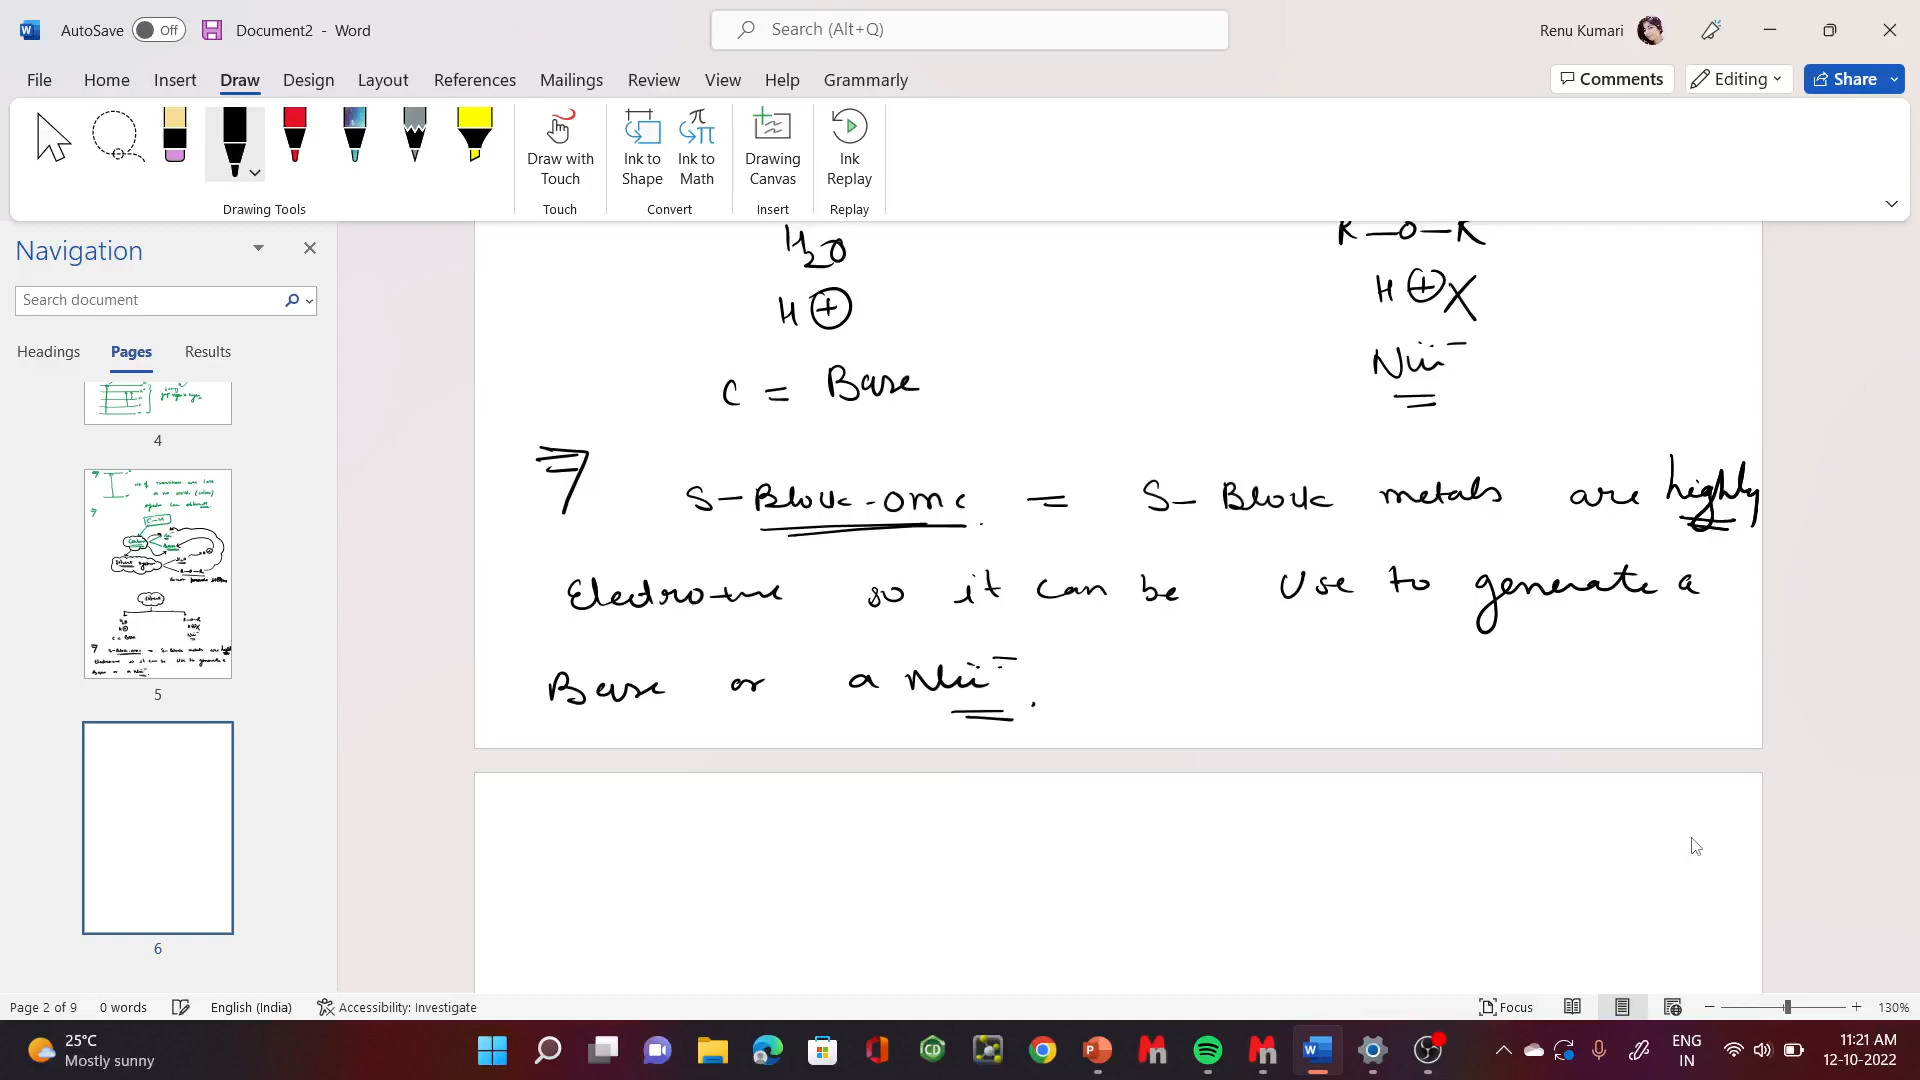 AutoSave Off Document2 - Word Search (Alt+Q) Renu Kumari
File Home Insert Draw Design Layout References Mailings Review View Help Grammarly Comments Editing Share
Draw with Touch
Ink to Shape
Ink to Math
Drawing Canvas
Ink Replay
Drawing Tools Touch Convert Insert Replay
Navigation
Search document
Headings Pages Results
4
5
6
H2O
H ⊕
C = Base
R-O-R
H ⊕ X
7 S-Block-omc = S-Block metals are highly
Electro+ve so it can be Use to generate a
Base or a
Page 2 of 9 0 words English (India) Accessibility: Investigate Focus 130%
25°C
Mostly sunny
ENG
IN
11:21 AM
12-10-2022